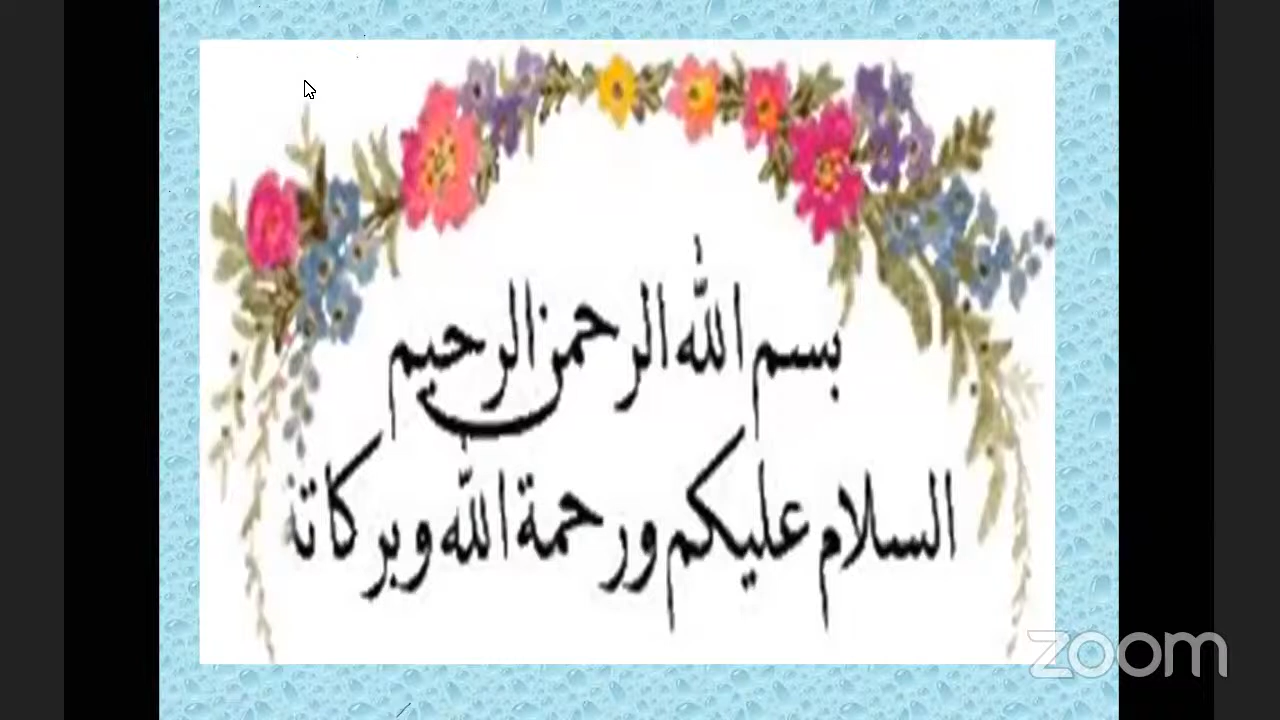 بسم الله الرحمن الرحيم
السلام عليكم ورحمة الله وبركاته
zoom